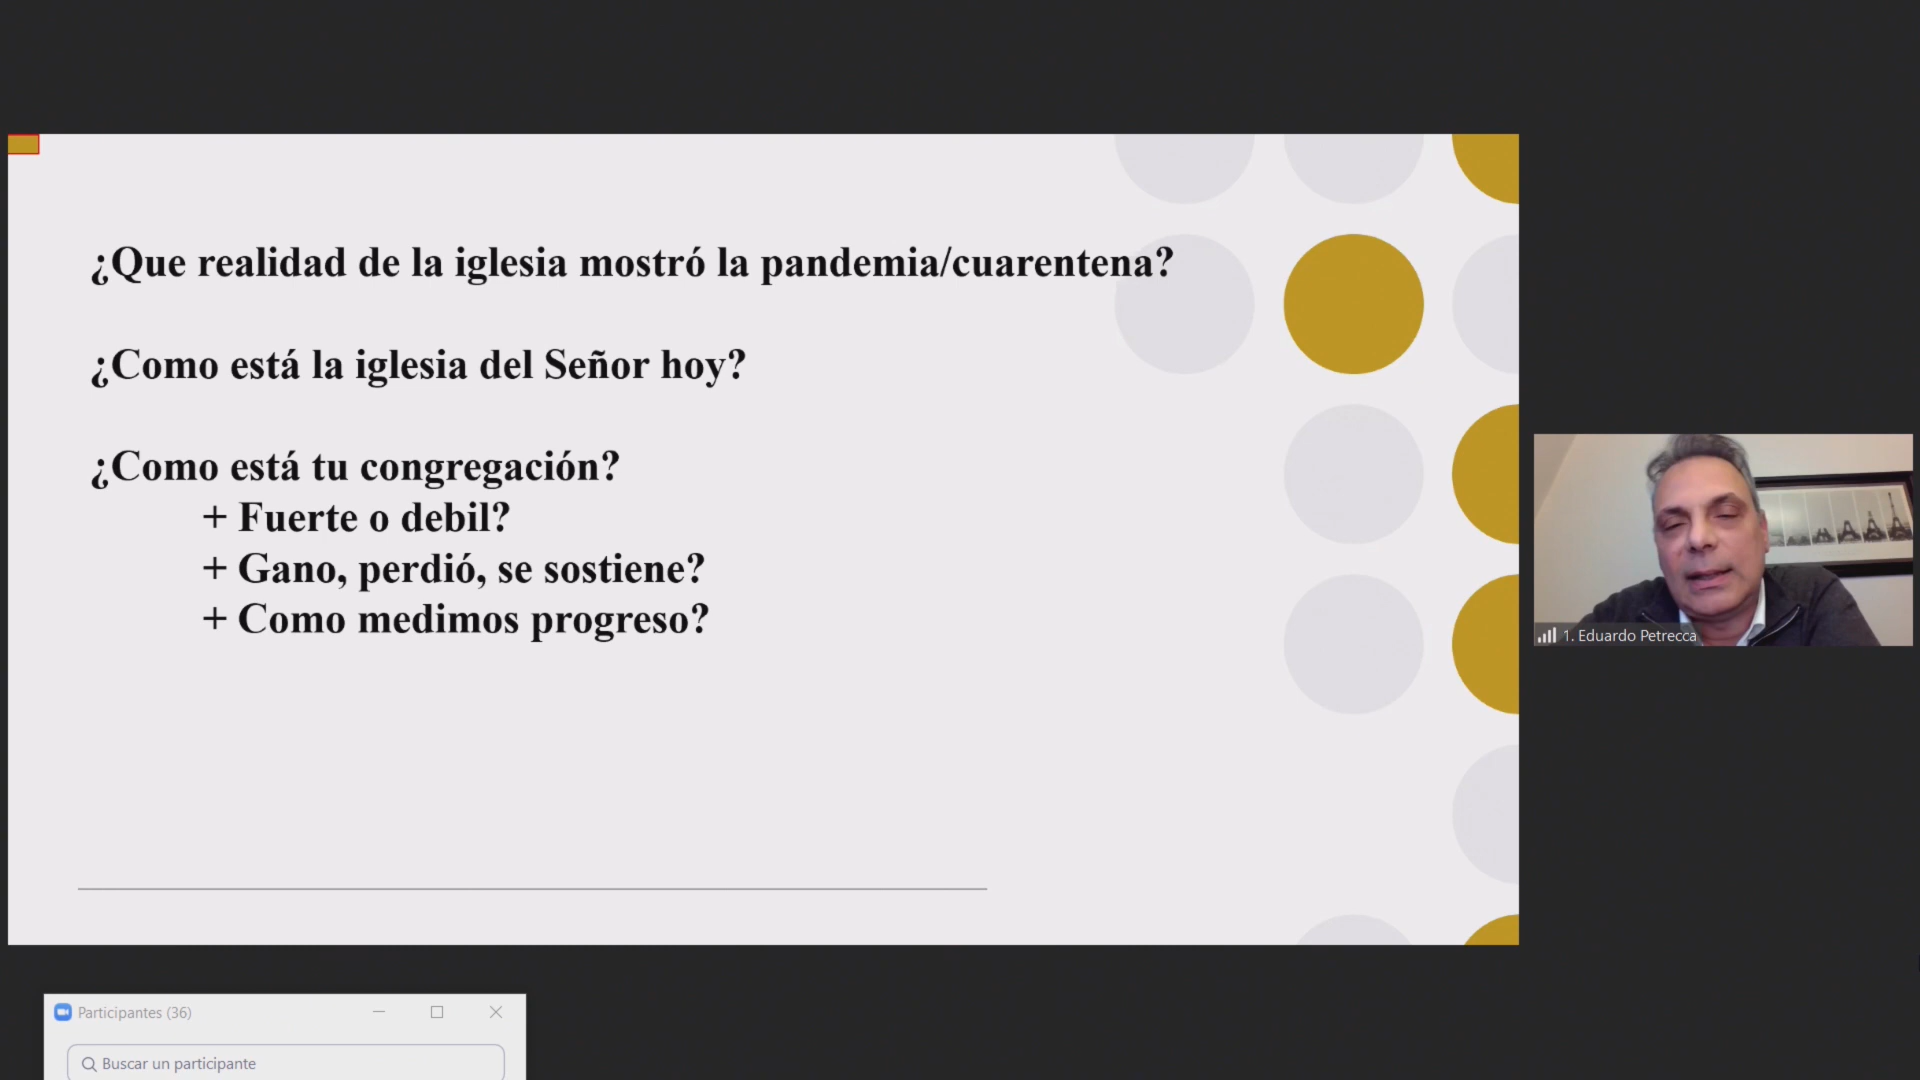 ¿Que realidad de la iglesia mostró la pandemia/cuarentena?
¿Como está la iglesia del Señor hoy?
¿Como está tu congregación?
+ Fuerte o debil?
+ Gano, perdió, se sostiene?
+ Como medimos progreso?
1. Eduardo Petrecca
Participantes (36)
Buscar un participante